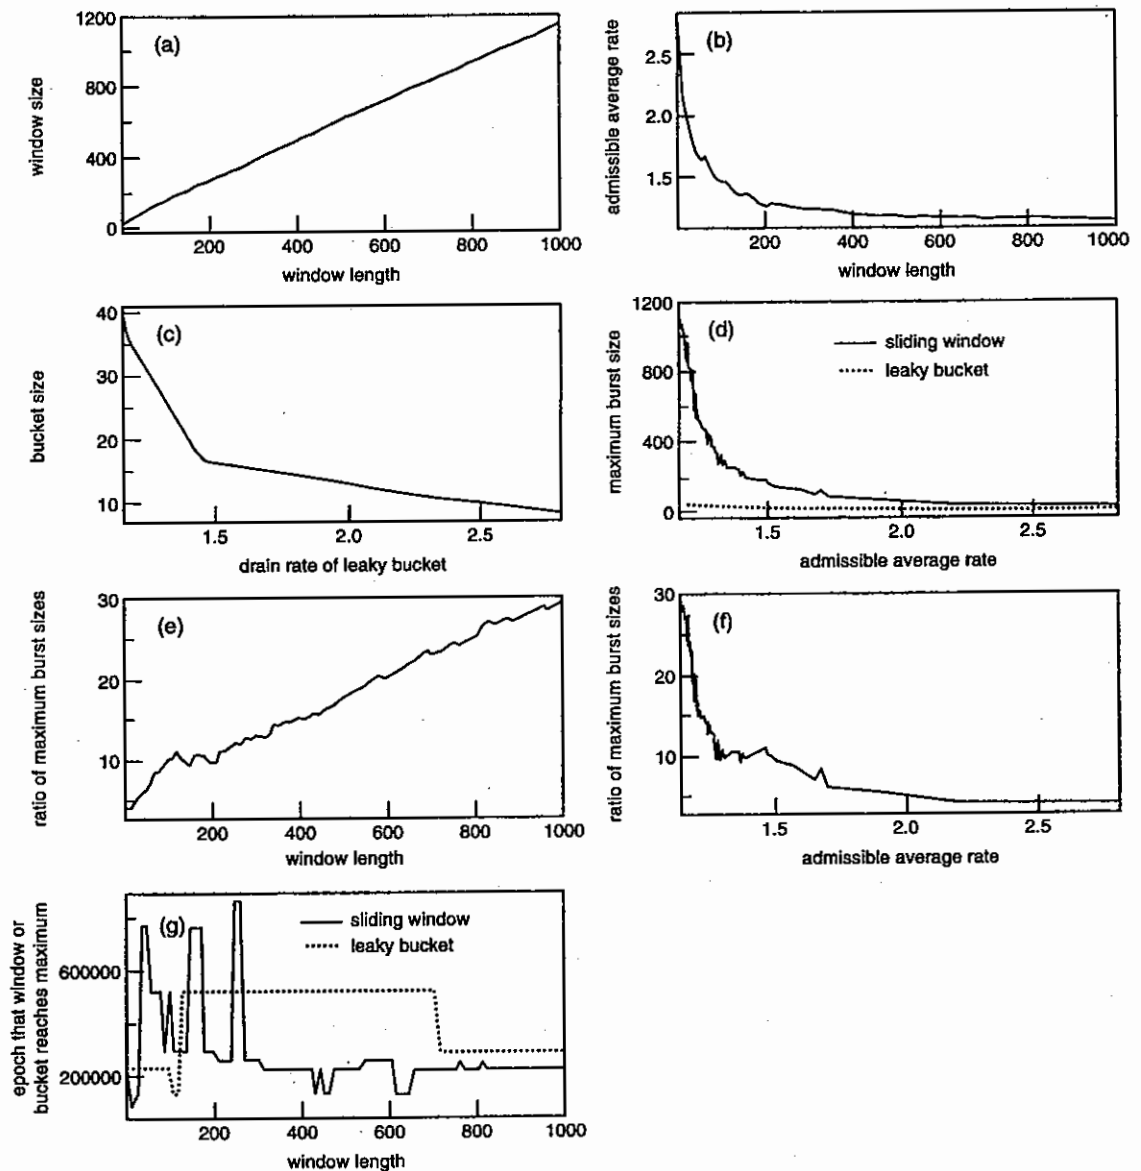 (a)
window size
1200
800
400
0
200
400
600
800
1000
window length
(b)
admissible average rate
2.5
2.0
1.5
200
400
600
800
1000
window length
(c)
bucket size
40
30
20
10
1.5
2.0
2.5
drain rate of leaky bucket
(d)
sliding window
leaky bucket
maximum burst size
1200
800
400
0
1.5
2.0
2.5
admissible average rate
(e)
ratio of maximum burst sizes
30
20
10
200
400
600
800
1000
window length
(f)
ratio of maximum burst sizes
30
20
10
1.5
2.0
2.5
admissible average rate
(g)
sliding window
leaky bucket
epoch that window or
bucket reaches maximum
600000
200000
200
400
600
800
1000
window length